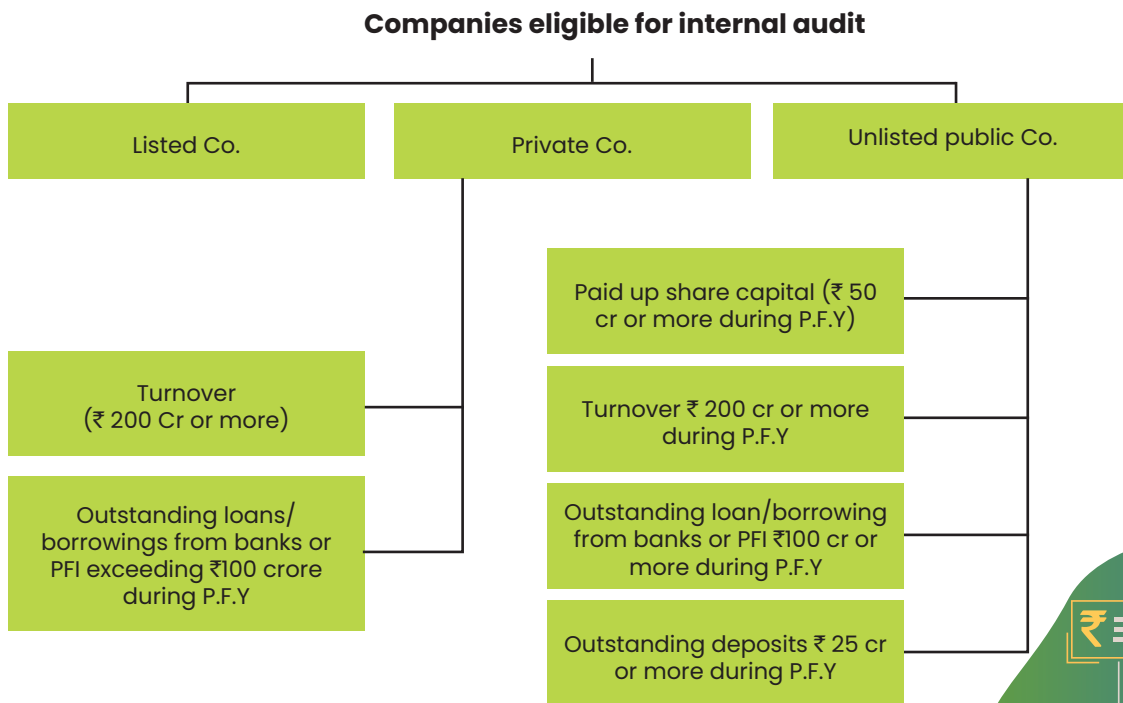 Companies eligible for internal audit
Listed Co.
Private Co.
Unlisted public Co.
Turnover
(₹ 200 Cr or more)
Outstanding loans/
borrowings from banks or
PFI exceeding ₹100 crore
during P.F.Y
Paid up share capital (₹ 50
cr or more during P.F.Y)
Turnover ₹ 200 cr or more
during P.F.Y
Outstanding loan/borrowing
from banks or PFI ₹100 cr or
more during P.F.Y
Outstanding deposits ₹ 25 cr
or more during P.F.Y
₹